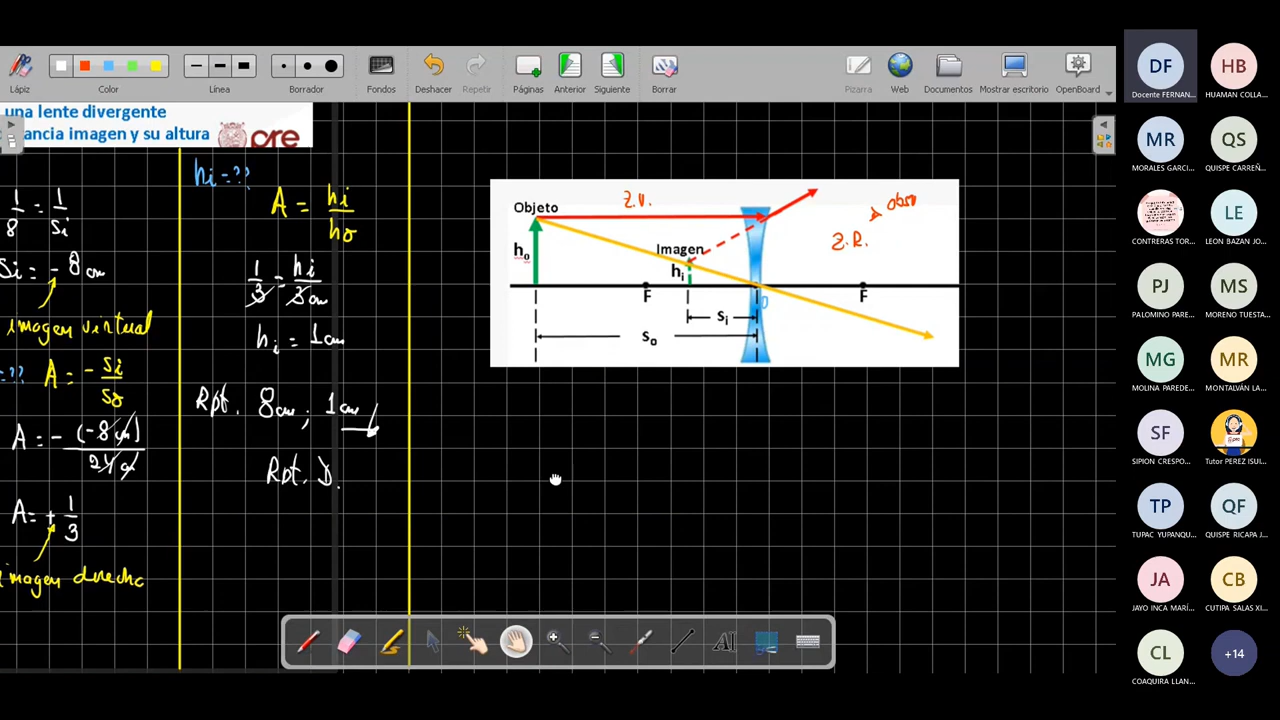 Lápiz
Color
Línea
Borrador
Fondos
Deshacer
Repetir
Páginas
Anterior
Siguiente
Borrar
Pizarra
Web
Documentos
Mostrar escritorio
OpenBoard
una lente divergente
ancia imagen y su altura
pre
1/8 = 1/si
Si = - 8 cm
imagen virtual
=?? A = - si/so
A = - (-8 cm)/24 cm
A = + 1/3
imagen derecha
hi = ??
A = hi/ho
1/3 = hi/3 cm
hi = 1 cm
Rpt. 8 cm ; 1 cm
Rpt. D.
Objeto
Z.V.
obso
Z.R.
ho
Imagen
hi
F
F
O
si
so
AI
DF
Docente FERNAN...
HB
HUAMAN COLLA...
MR
MORALES GARCI...
QS
QUISPE CARREÑ...
CONTRERAS TOR...
LE
LEON BAZAN JO...
PJ
PALOMINO PARE...
MS
MORENO TUESTA...
MG
MOLINA PAREDE...
MR
MONTALVÁN LA...
SF
SIPION CRESPO...
Tutor PEREZ ISUI...
TP
TUPAC YUPANQU...
QF
QUISPE RICAPA J...
JA
JAYO INCA MARÍ...
CB
CUTIPA SALAS XI...
CL
COAQUIRA LLAN...
+14